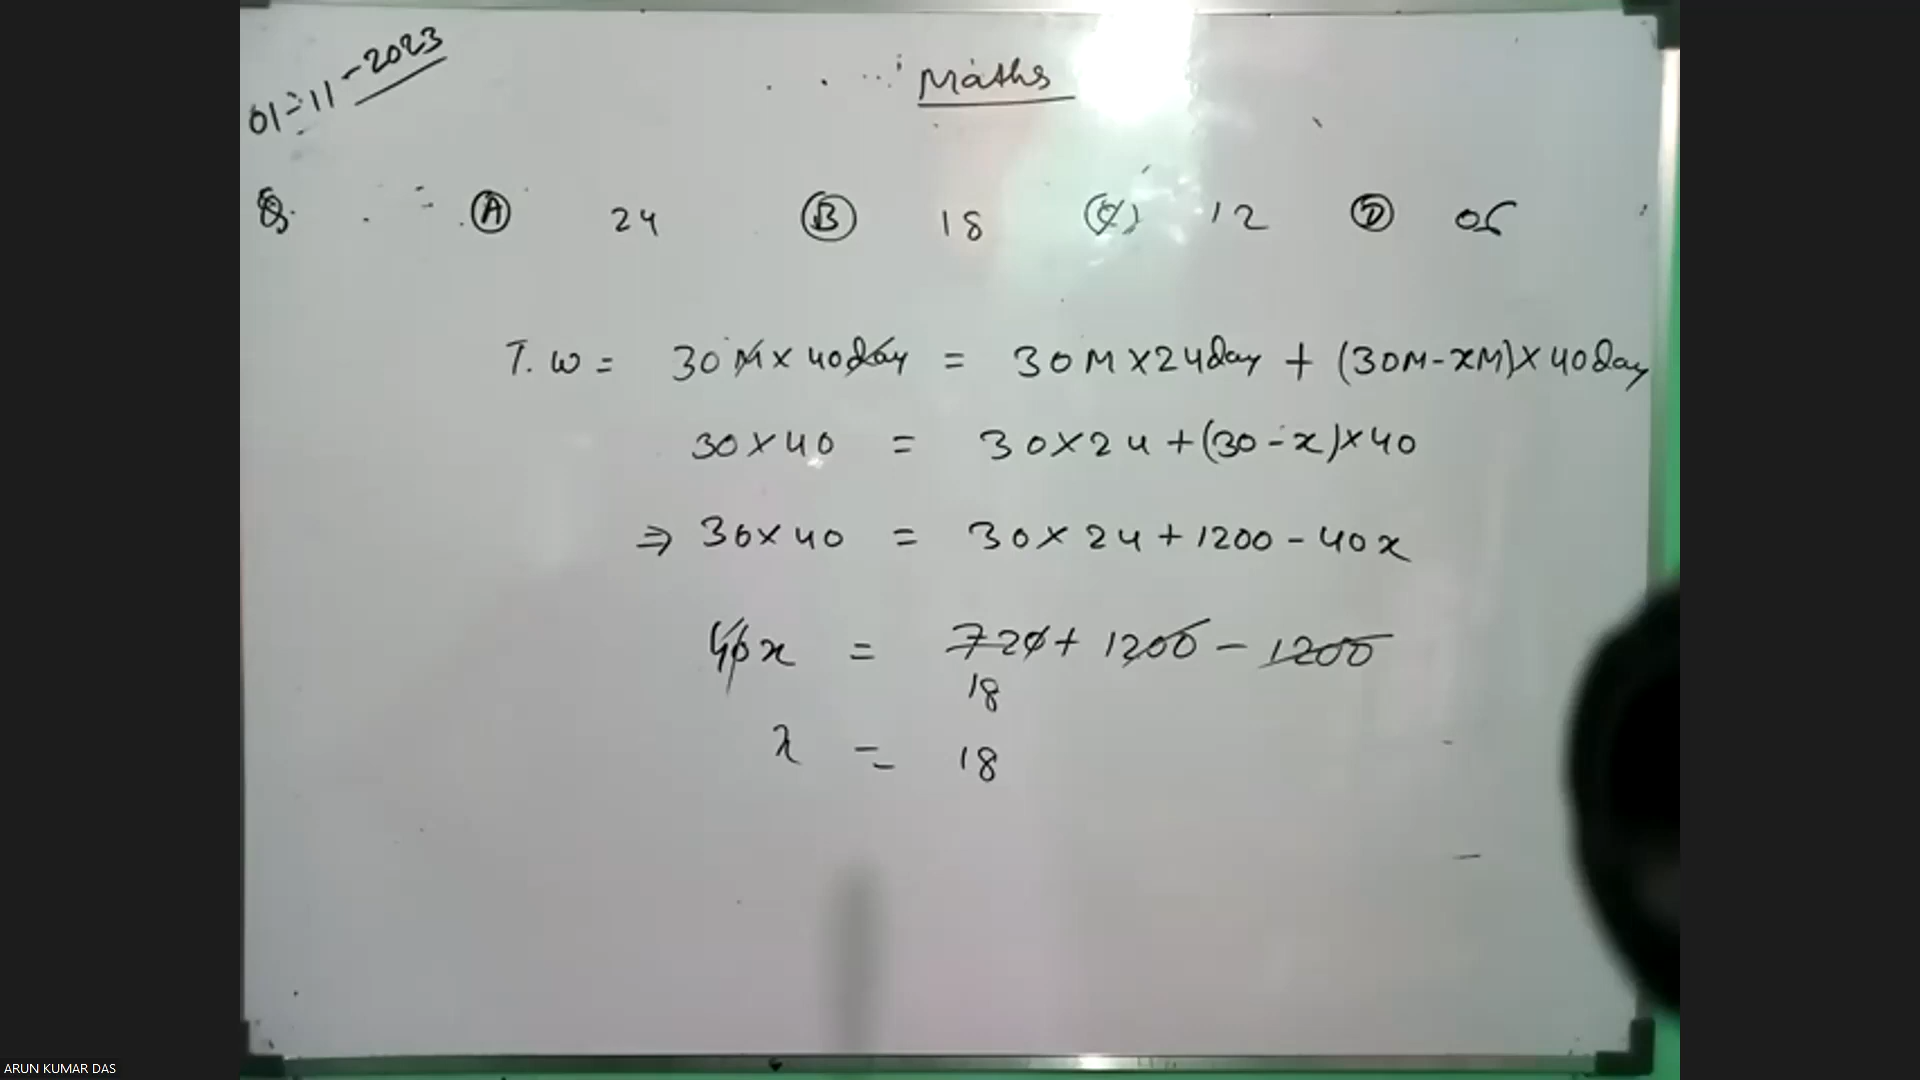 01-11-2023
Maths
Q. (A) 24 (B) 18 (C) 12 (D) 06
T.W = 30M×40day = 30M×24day + (30M-xM)×40day
30×40 = 30×24+(30-x)×40
⇒ 30×40 = 30×24+1200-40x
40x = 720+1200-1200
18
x = 18
ARUN KUMAR DAS